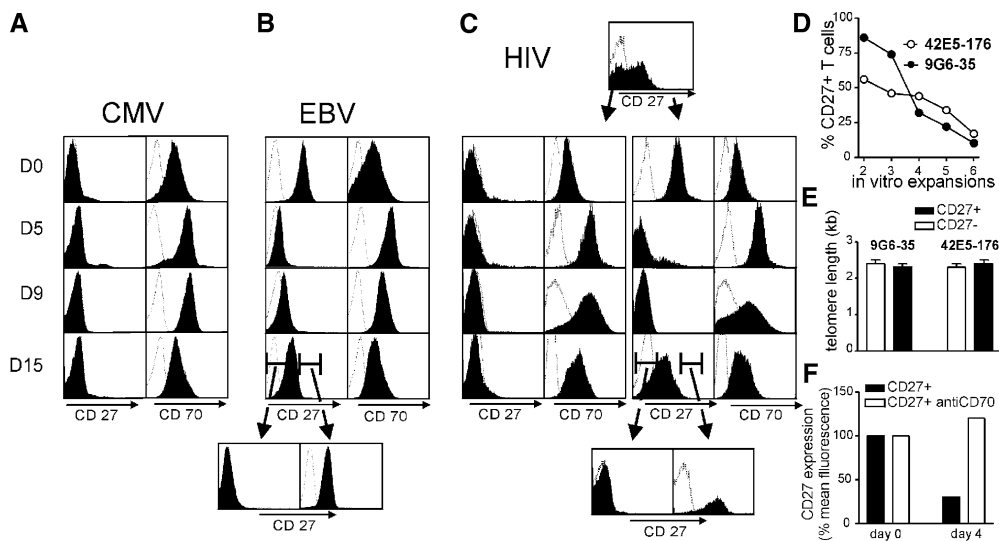 A
B
C
D
HIV
CD 27
CMV
EBV
D0
D5
D9
D15
CD 27
CD 70
CD 27
CD 70
CD 27
CD 70
CD 27
CD 70
CD 27
CD 27
% CD27+ T cells
100
75
50
25
0
42E5-176
9G6-35
2 3 4 5 6
in vitro expansions
E
CD27+
CD27-
telomere length (kb)
9G6-35 42E5-176
3
2
1
0
F
CD27+
CD27+ antiCD70
CD27 expression
(% mean fluorescence)
150
100
50
0
day 0 day 4